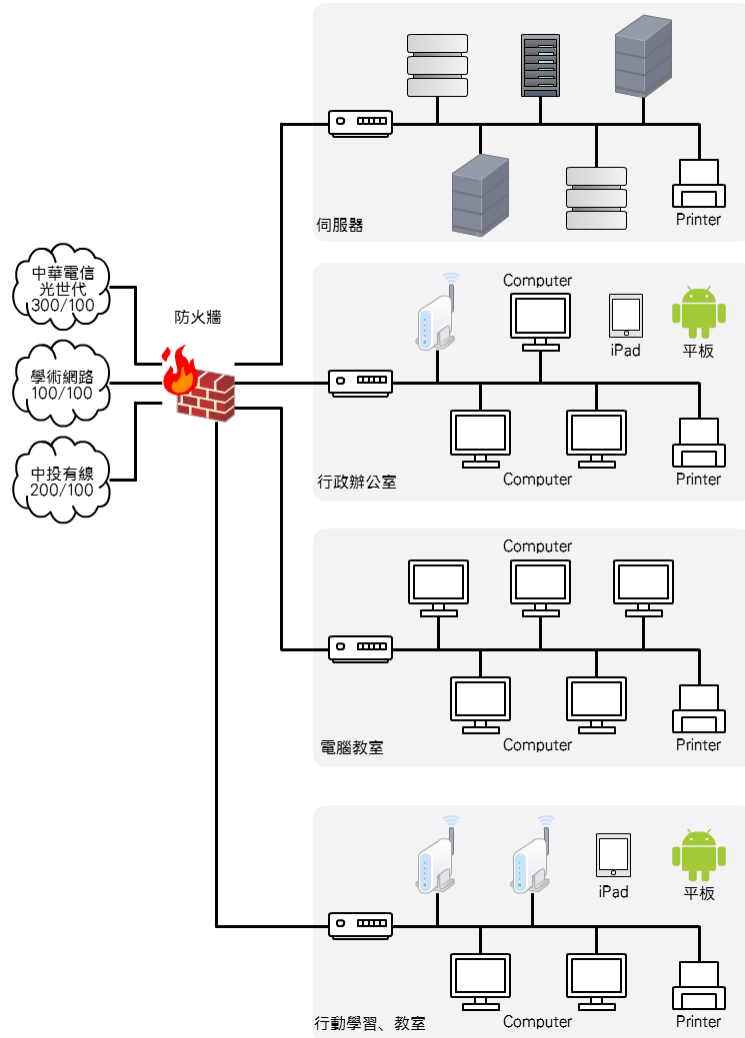 伺服器
Printer
中華電信
光世代
300/100
學術網路
100/100
中投有線
200/100
防火牆
Computer
iPad
平板
行政辦公室
Computer
Printer
Computer
電腦教室
Computer
Printer
iPad
平板
行動學習、教室
Computer
Printer